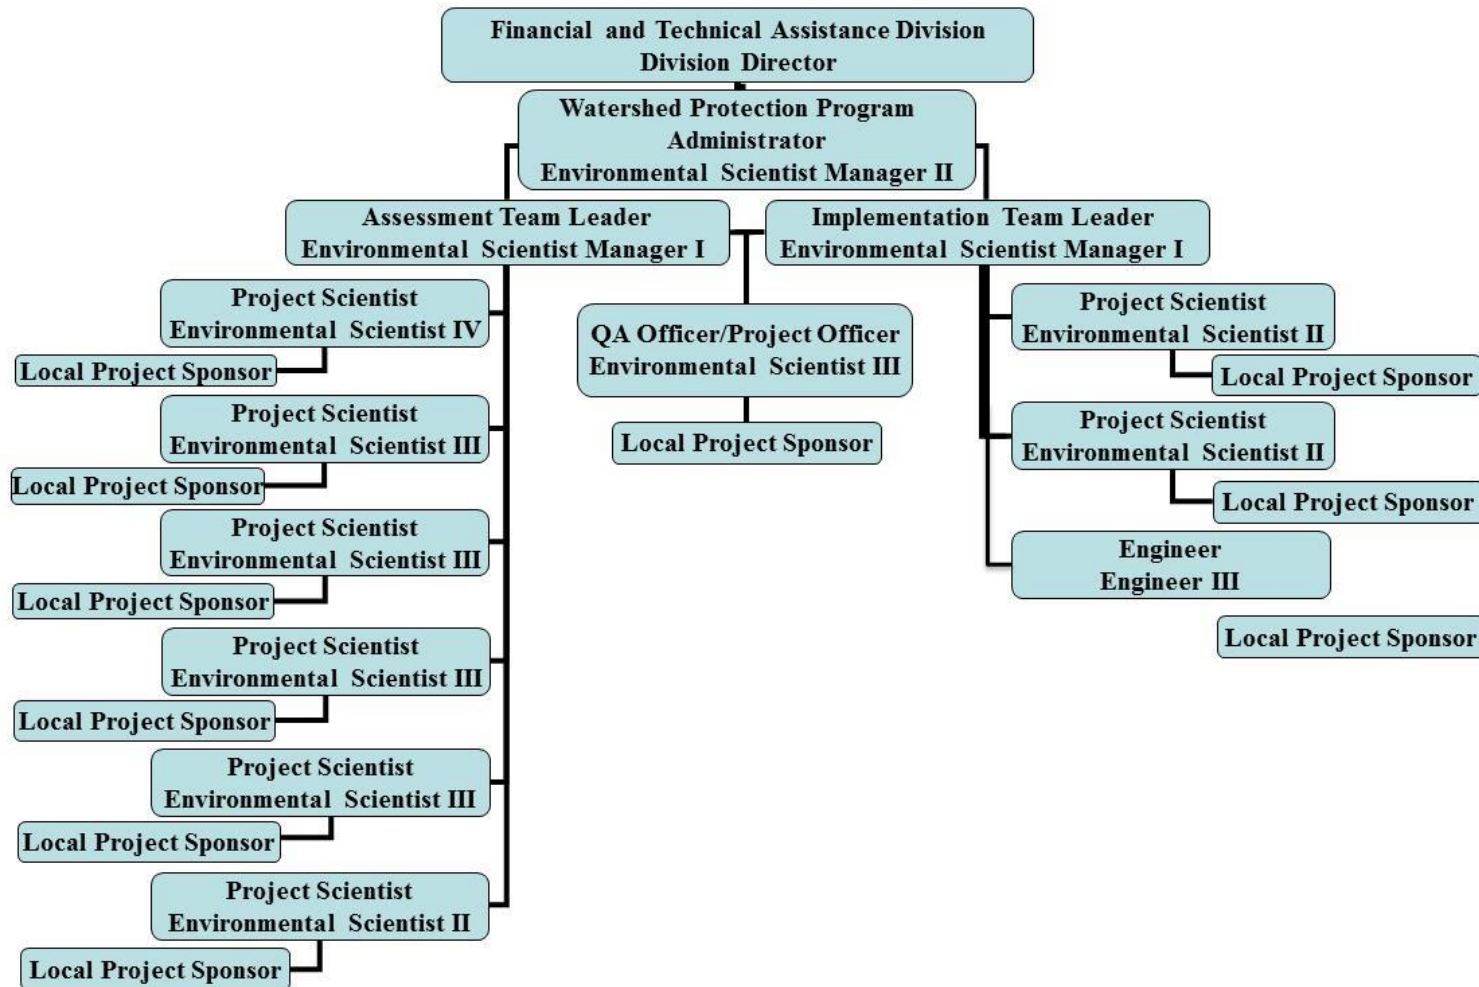 Financial and Technical Assistance Division
Division Director
Watershed Protection Program
Administrator
Environmental Scientist Manager II
Assessment Team Leader
Environmental Scientist Manager I
Implementation Team Leader
Environmental Scientist Manager I
Project Scientist
Environmental Scientist IV
Local Project Sponsor
Project Scientist
Environmental Scientist III
Local Project Sponsor
Project Scientist
Environmental Scientist III
Local Project Sponsor
Project Scientist
Environmental Scientist III
Local Project Sponsor
Project Scientist
Environmental Scientist III
Local Project Sponsor
Project Scientist
Environmental Scientist II
Local Project Sponsor
QA Officer/Project Officer
Environmental Scientist III
Local Project Sponsor
Project Scientist
Environmental Scientist II
Local Project Sponsor
Project Scientist
Environmental Scientist II
Local Project Sponsor
Engineer
Engineer III
Local Project Sponsor